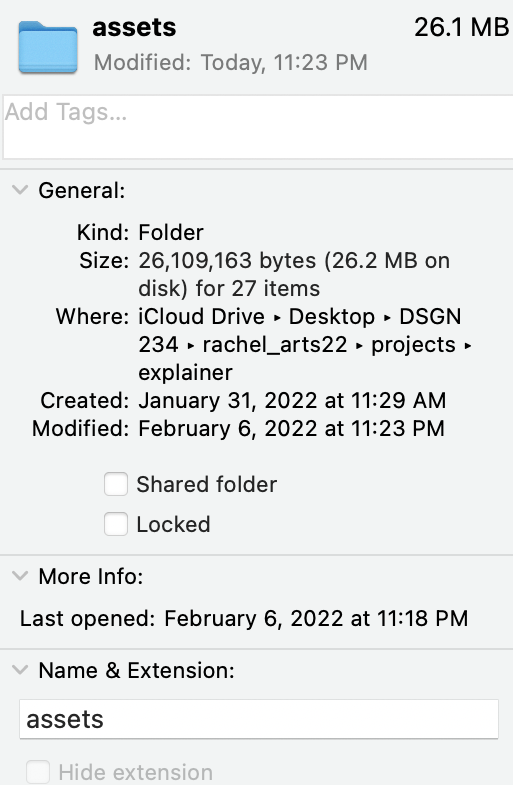 assets 26.1 MB
Modified: Today, 11:23 PM
Add Tags...
General:
Kind: Folder
Size: 26,109,163 bytes (26.2 MB on
disk) for 27 items
Where: iCloud Drive ▸ Desktop ▸ DSGN
234 ▸ rachel_arts22 ▸ projects ▸
explainer
Created: January 31, 2022 at 11:29 AM
Modified: February 6, 2022 at 11:23 PM
Shared folder
Locked
More Info:
Last opened: February 6, 2022 at 11:18 PM
Name & Extension:
assets
Hide extension